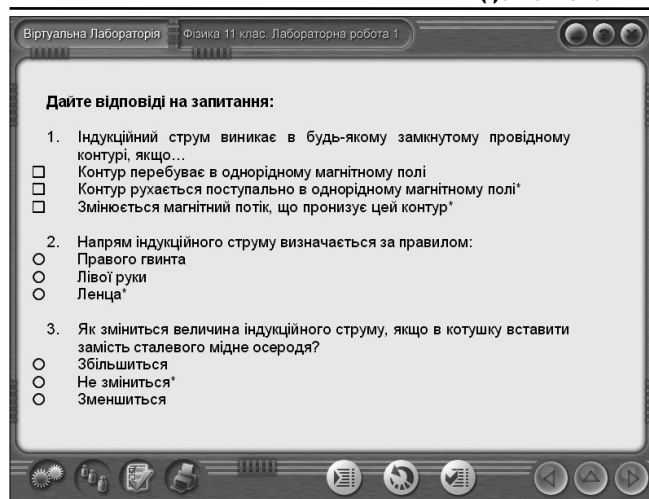 Віртуальна Лабораторія
Фізика 11 клас. Лабораторна робота 1
Дайте відповіді на запитання:
1. Індукційний струм виникає в будь-якому замкнутому провідному
контурі, якщо…
Контур перебуває в однорідному магнітному полі
Контур рухається поступально в однорідному магнітному полі*
Змінюється магнітний потік, що пронизує цей контур*
2. Напрям індукційного струму визначається за правилом:
Правого гвинта
Лівої руки
Ленца*
3. Як зміниться величина індукційного струму, якщо в котушку вставити
замість сталевого мідне осердя?
Збільшиться
Не зміниться*
Зменшиться